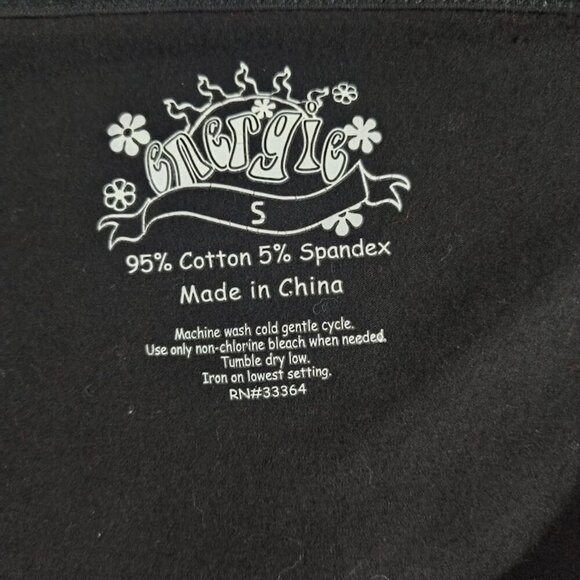 energie
S
95% Cotton 5% Spandex
Made in China
Machine wash cold gentle cycle.
Use only non-chlorine bleach when needed.
Tumble dry low.
Iron on lowest setting.
RN#33364